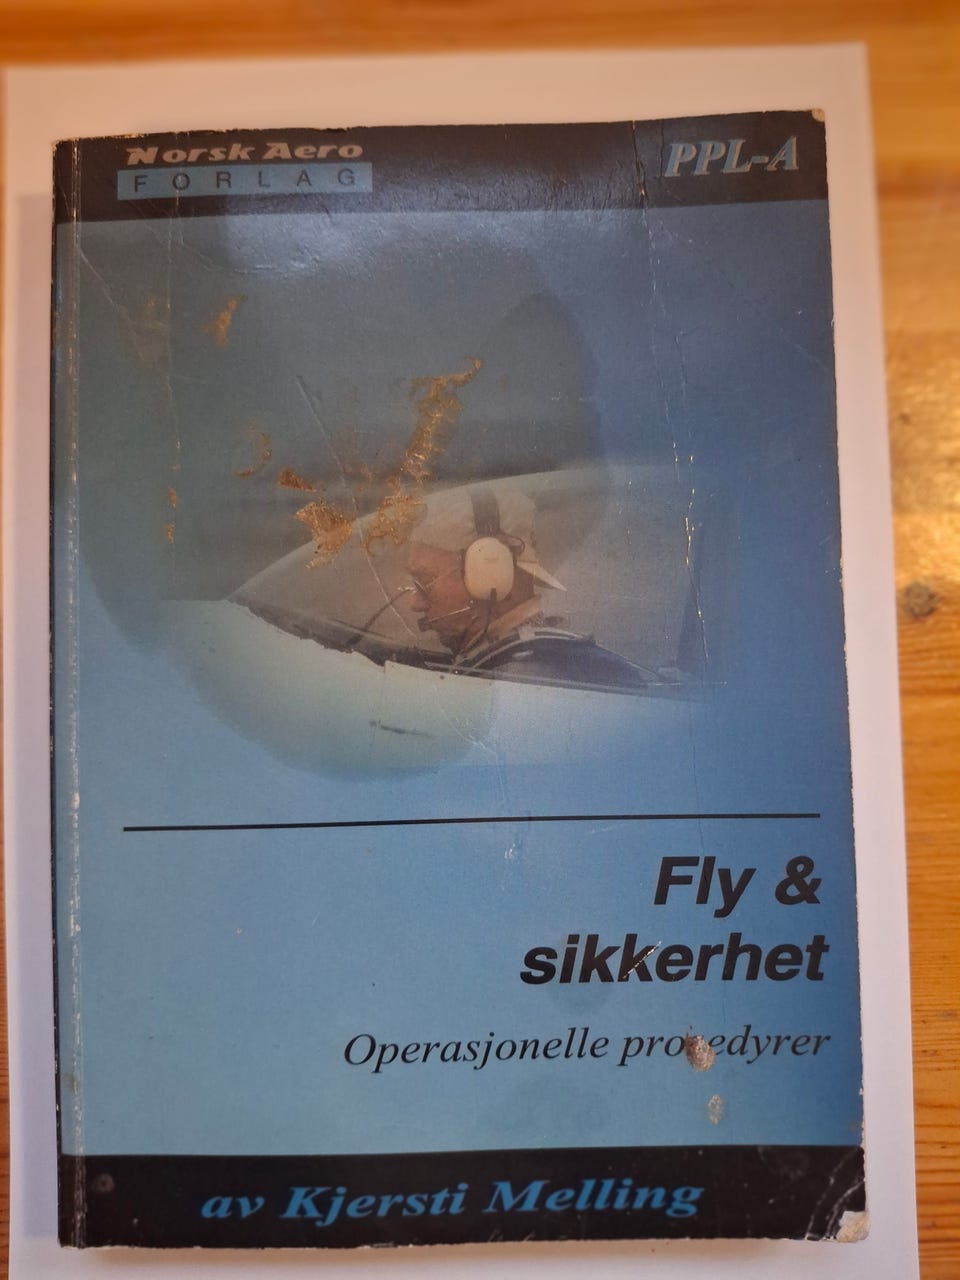 Norsk Aero
FORLAG
PPL-A
Fly &
sikkerhet
Operasjonelle prosedyrer
av Kjersti Melling